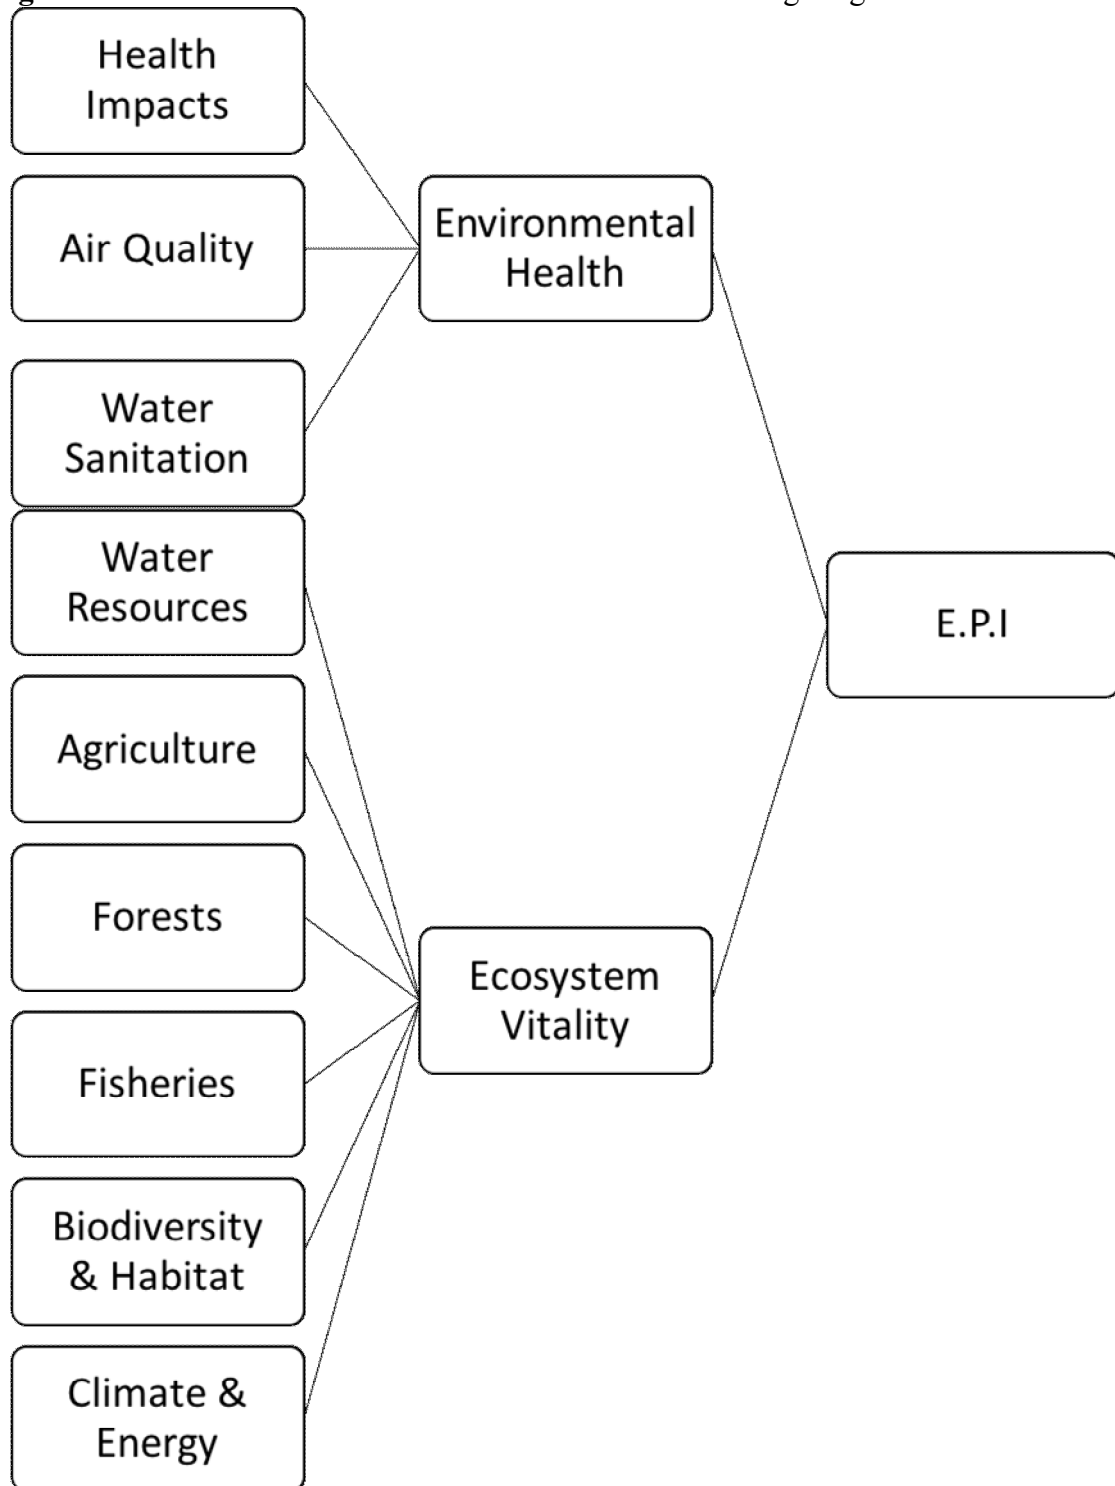 Health
Impacts
Air Quality
Environmental
Health
Water
Sanitation
Water
Resources
E.P.I
Agriculture
Forests
Ecosystem
Vitality
Fisheries
Biodiversity
& Habitat
Climate &
Energy